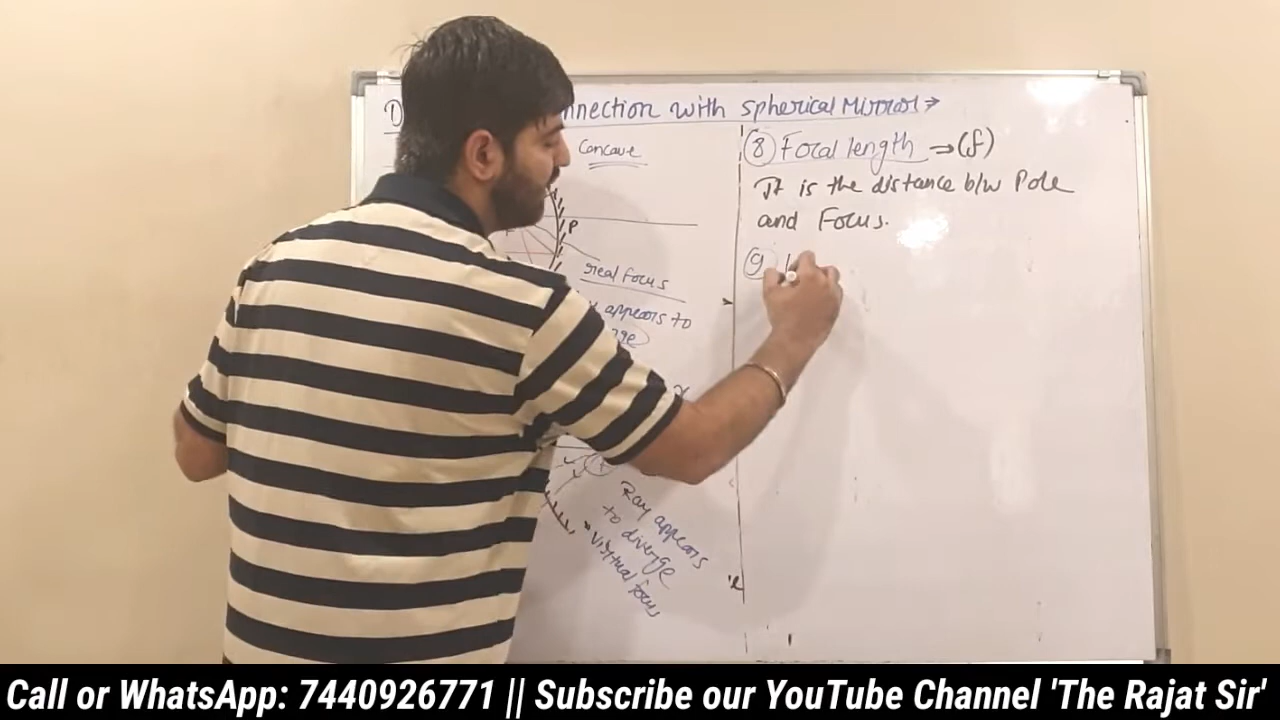 D nnection with spherical Mirror→
Concave
P
real focus
appears to
ge
Ray appears
to diverge
Virtual focus
(8) Focal length → (f)
It is the distance b/w Pole
and Focus.
(9)
Call or WhatsApp: 7440926771 || Subscribe our YouTube Channel 'The Rajat Sir'